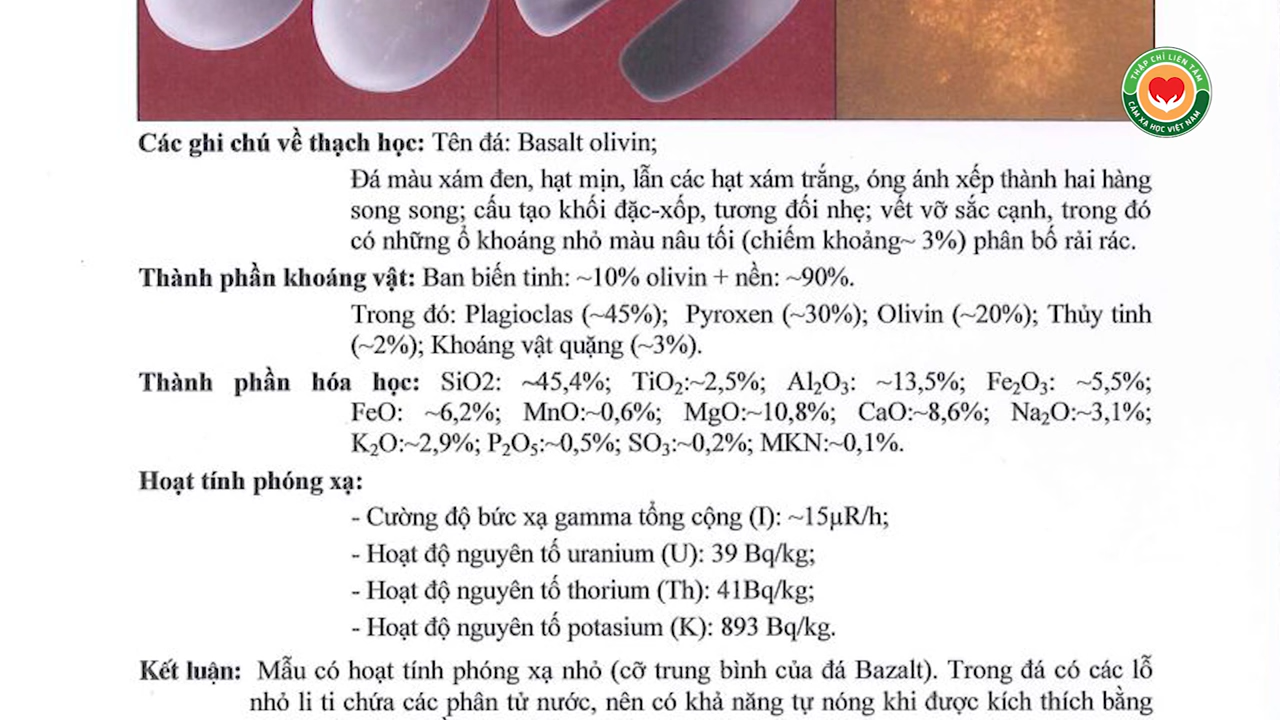 THẬP CHỈ LIÊN TÂM
CẢM XẠ HỌC VIỆT NAM
Các ghi chú về thạch học: Tên đá: Basalt olivin;
Đá màu xám đen, hạt mịn, lẫn các hạt xám trắng, óng ánh xếp thành hai hàng
song song; cấu tạo khối đặc-xốp, tương đối nhẹ; vết vỡ sắc cạnh, trong đó
có những ổ khoáng nhỏ màu nâu tối (chiếm khoảng~ 3%) phân bố rải rác.
Thành phần khoáng vật: Ban biến tinh: ~10% olivin + nền: ~90%.
Trong đó: Plagioclas (~45%); Pyroxen (~30%); Olivin (~20%); Thủy tinh
(~2%); Khoáng vật quặng (~3%).
Thành phần hóa học: SiO2: ~45,4%; TiO₂:~2,5%; Al₂O₃: ~13,5%; Fe₂O₃: ~5,5%;
FeO: ~6,2%; MnO:~0,6%; MgO:~10,8%; CaO:~8,6%; Na₂O:~3,1%;
K₂O:~2,9%; P₂O₅:~0,5%; SO₃:~0,2%; MKN:~0,1%.
Hoạt tính phóng xạ:
- Cường độ bức xạ gamma tổng cộng (I): ~15µR/h;
- Hoạt độ nguyên tố uranium (U): 39 Bq/kg;
- Hoạt độ nguyên tố thorium (Th): 41Bq/kg;
- Hoạt độ nguyên tố potasium (K): 893 Bq/kg.
Kết luận: Mẫu có hoạt tính phóng xạ nhỏ (cỡ trung bình của đá Bazalt). Trong đá có các lỗ
nhỏ li ti chứa các phân tử nước, nên có khả năng tự nóng khi được kích thích bằng